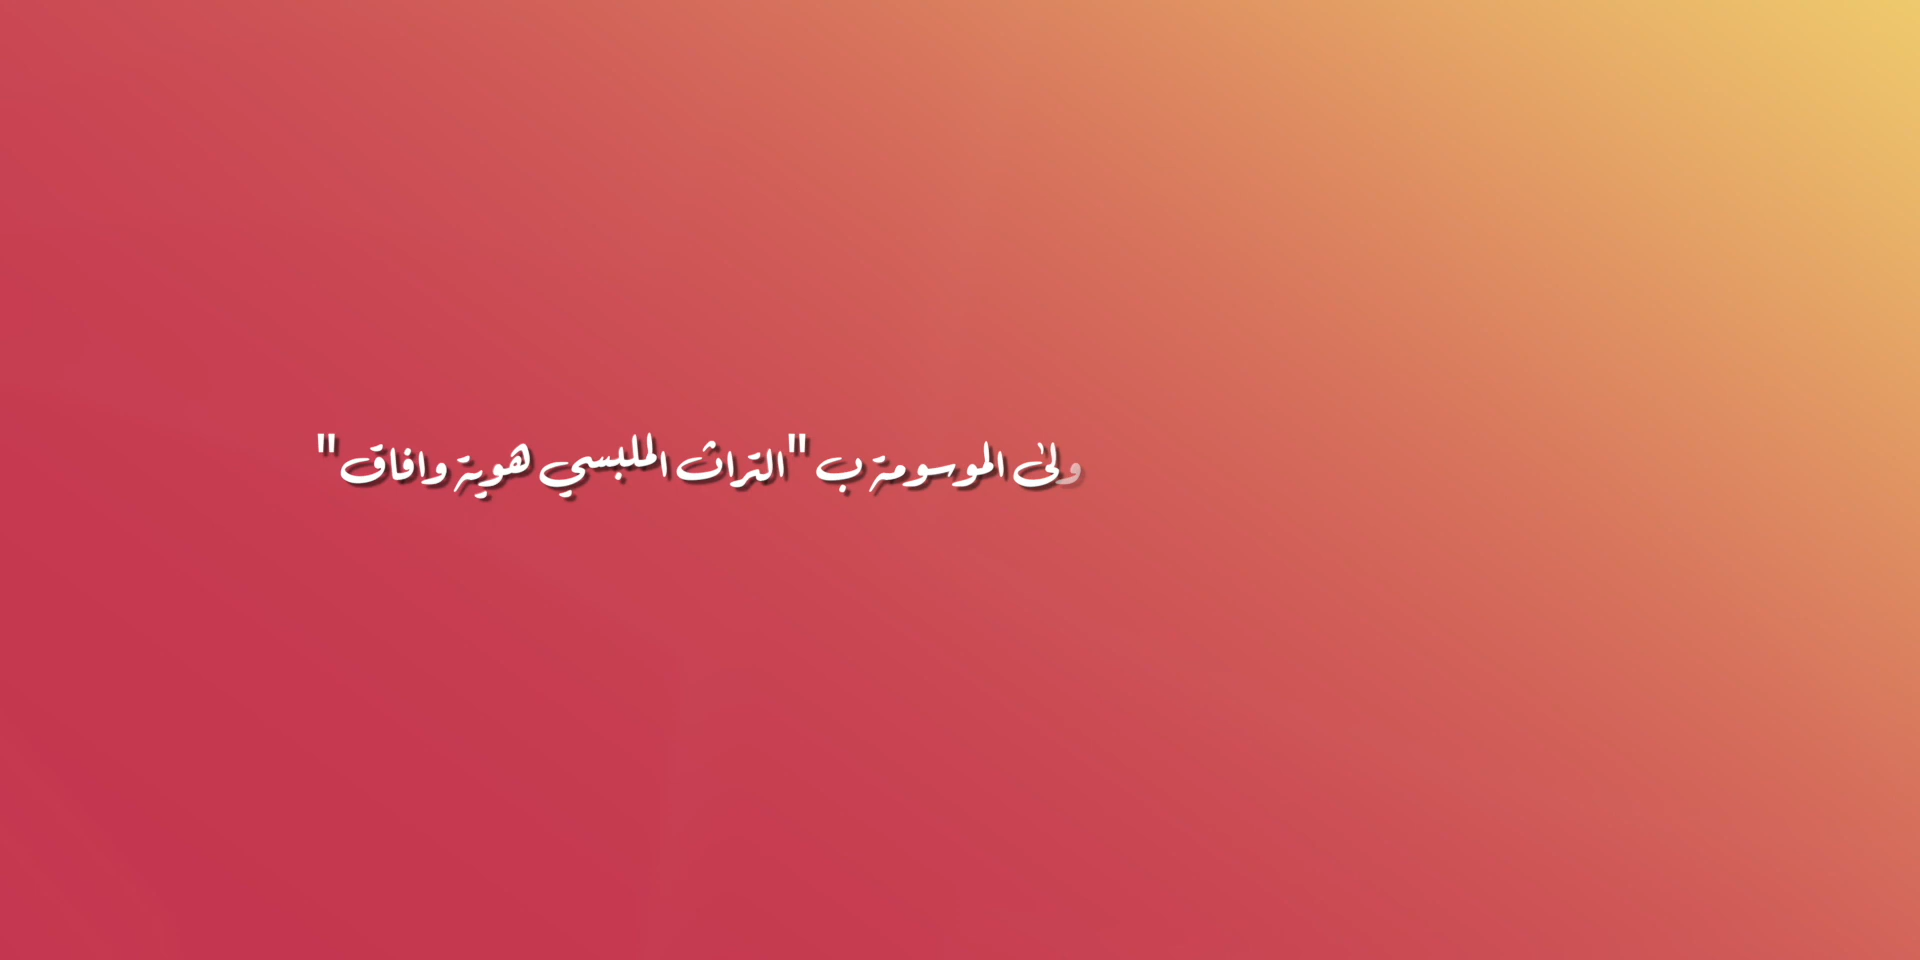 ولى الموسومة ب "التراث الملبسي هوية وافاق"